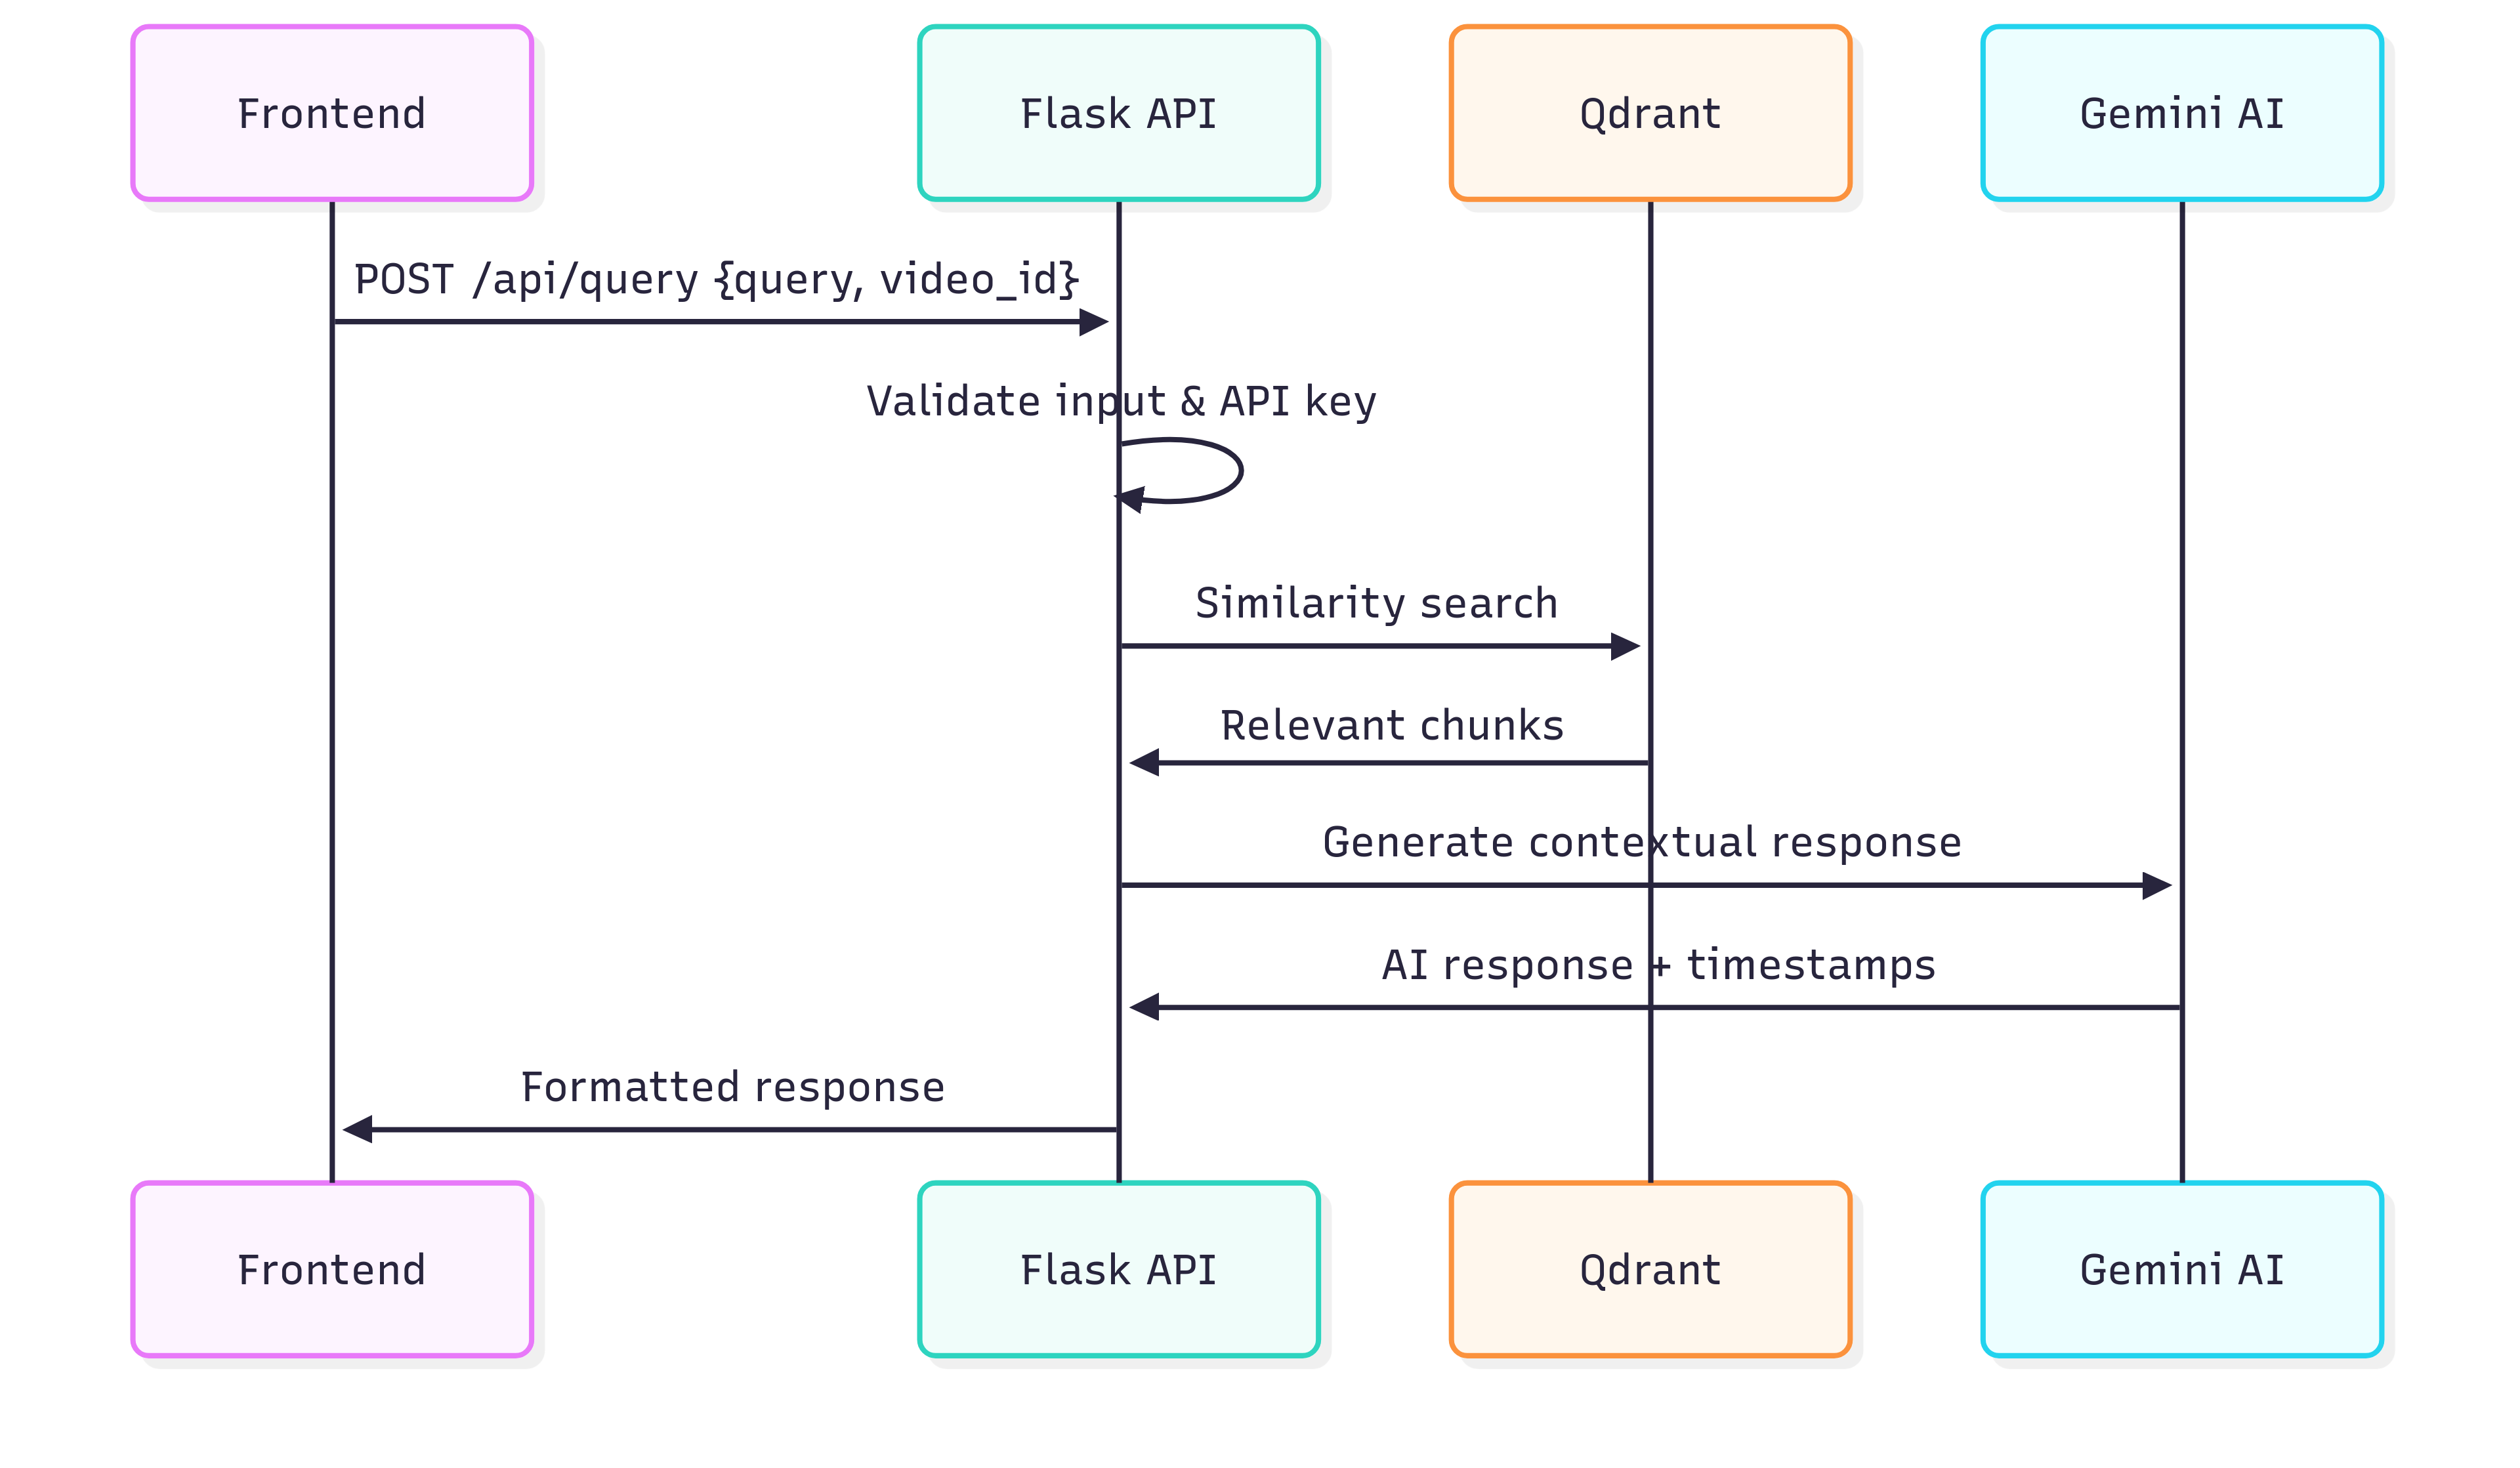 Frontend
Flask API
Qdrant
Gemini AI
POST /api/query {query, video_id}
Validate input & API key
Similarity search
Relevant chunks
Generate contextual response
AI response + timestamps
Formatted response
Frontend
Flask API
Qdrant
Gemini AI